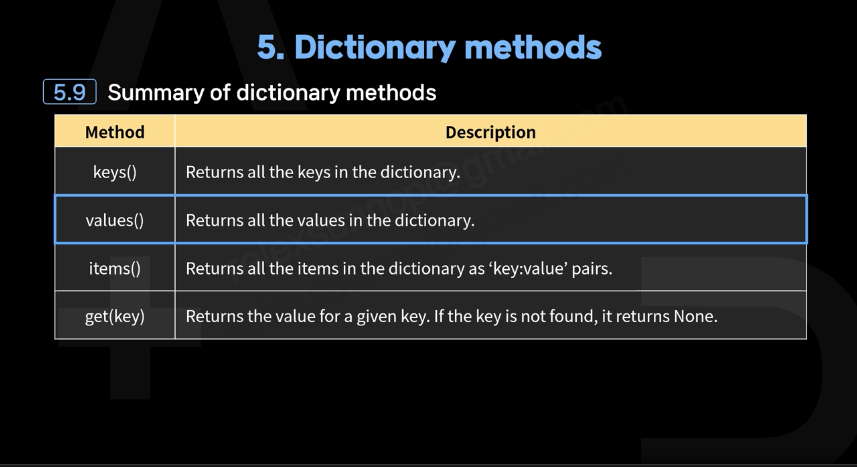 5. Dictionary methods
5.9 Summary of dictionary methods
Method Description
keys() Returns all the keys in the dictionary.
values() Returns all the values in the dictionary.
items() Returns all the items in the dictionary as ‘key:value’ pairs.
get(key) Returns the value for a given key. If the key is not found, it returns None.